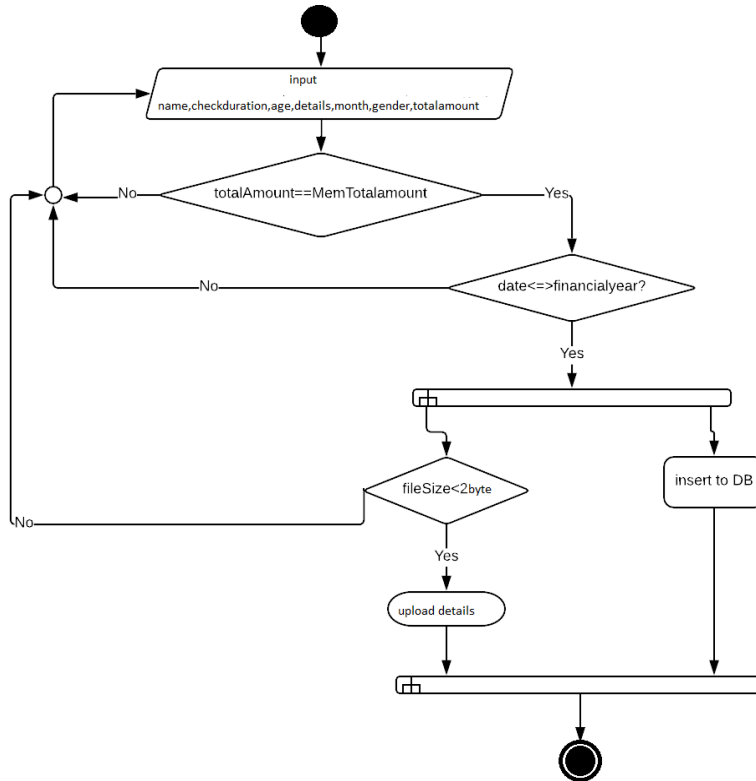 input
name,checkduration,age,details,month,gender,totalamount
No
totalAmount==MemTotalamount
Yes
No
date<=>financialyear?
Yes
fileSize<2byte
insert to DB
No
Yes
upload details